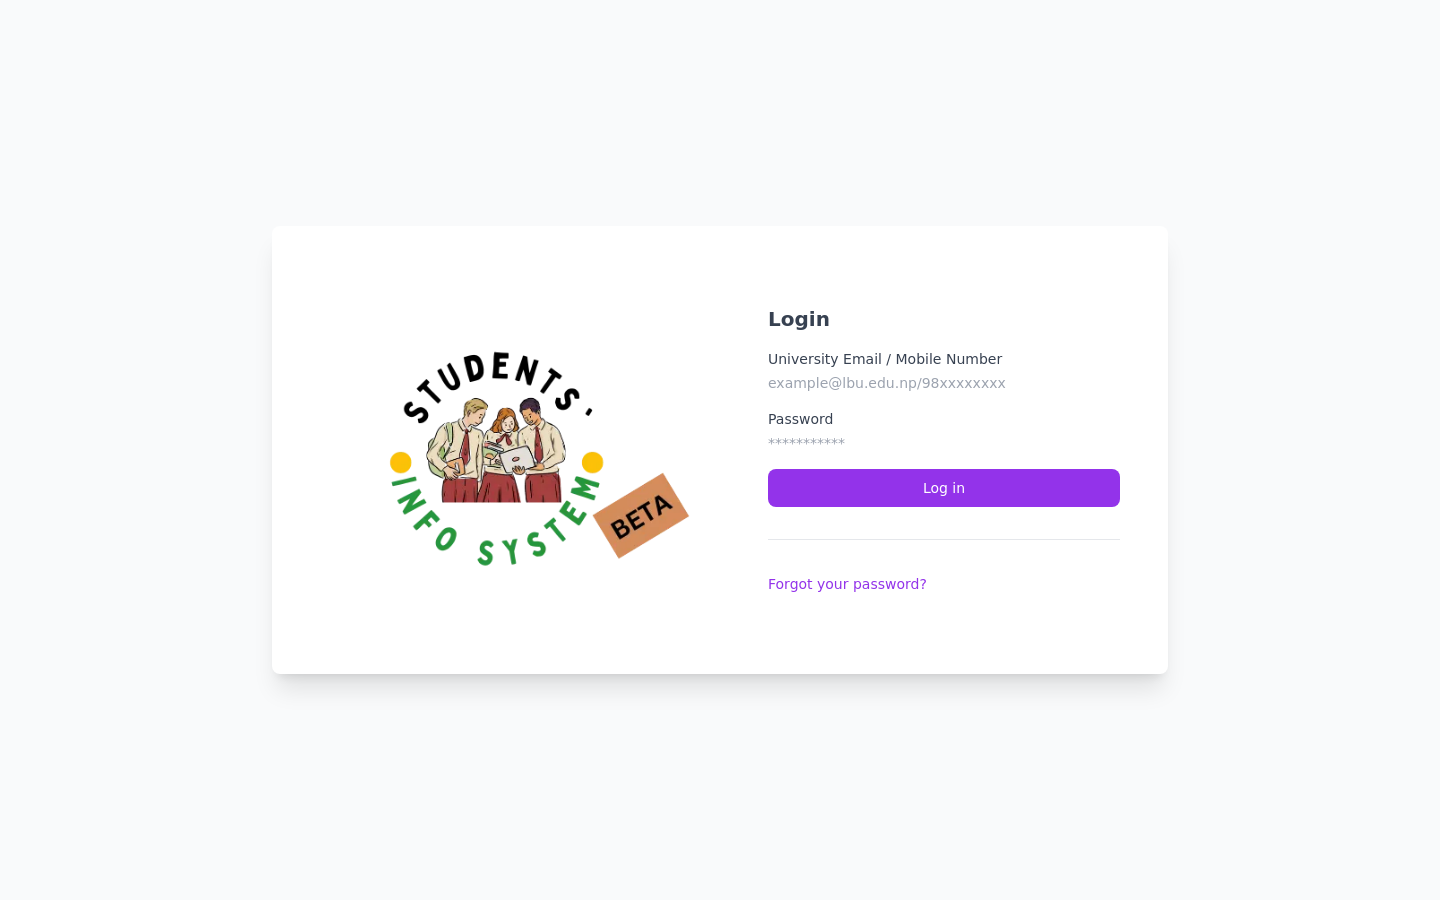 STUDENTS'
INFO SYSTEM
BETA
Login
University Email / Mobile Number
example@lbu.edu.np/98xxxxxxxx
Password
***********
Log in
Forgot your password?